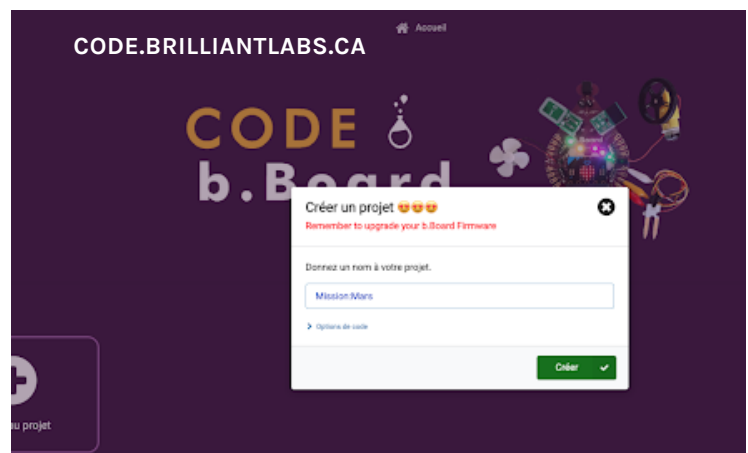 Accueil
CODE.BRILLIANTLABS.CA
CODE
b.Board
Créer un projet 😍😍😍
Remember to upgrade your b.Board Firmware
Donnez un nom à votre projet.
Mission:Mars
Options de code
Créer
au projet